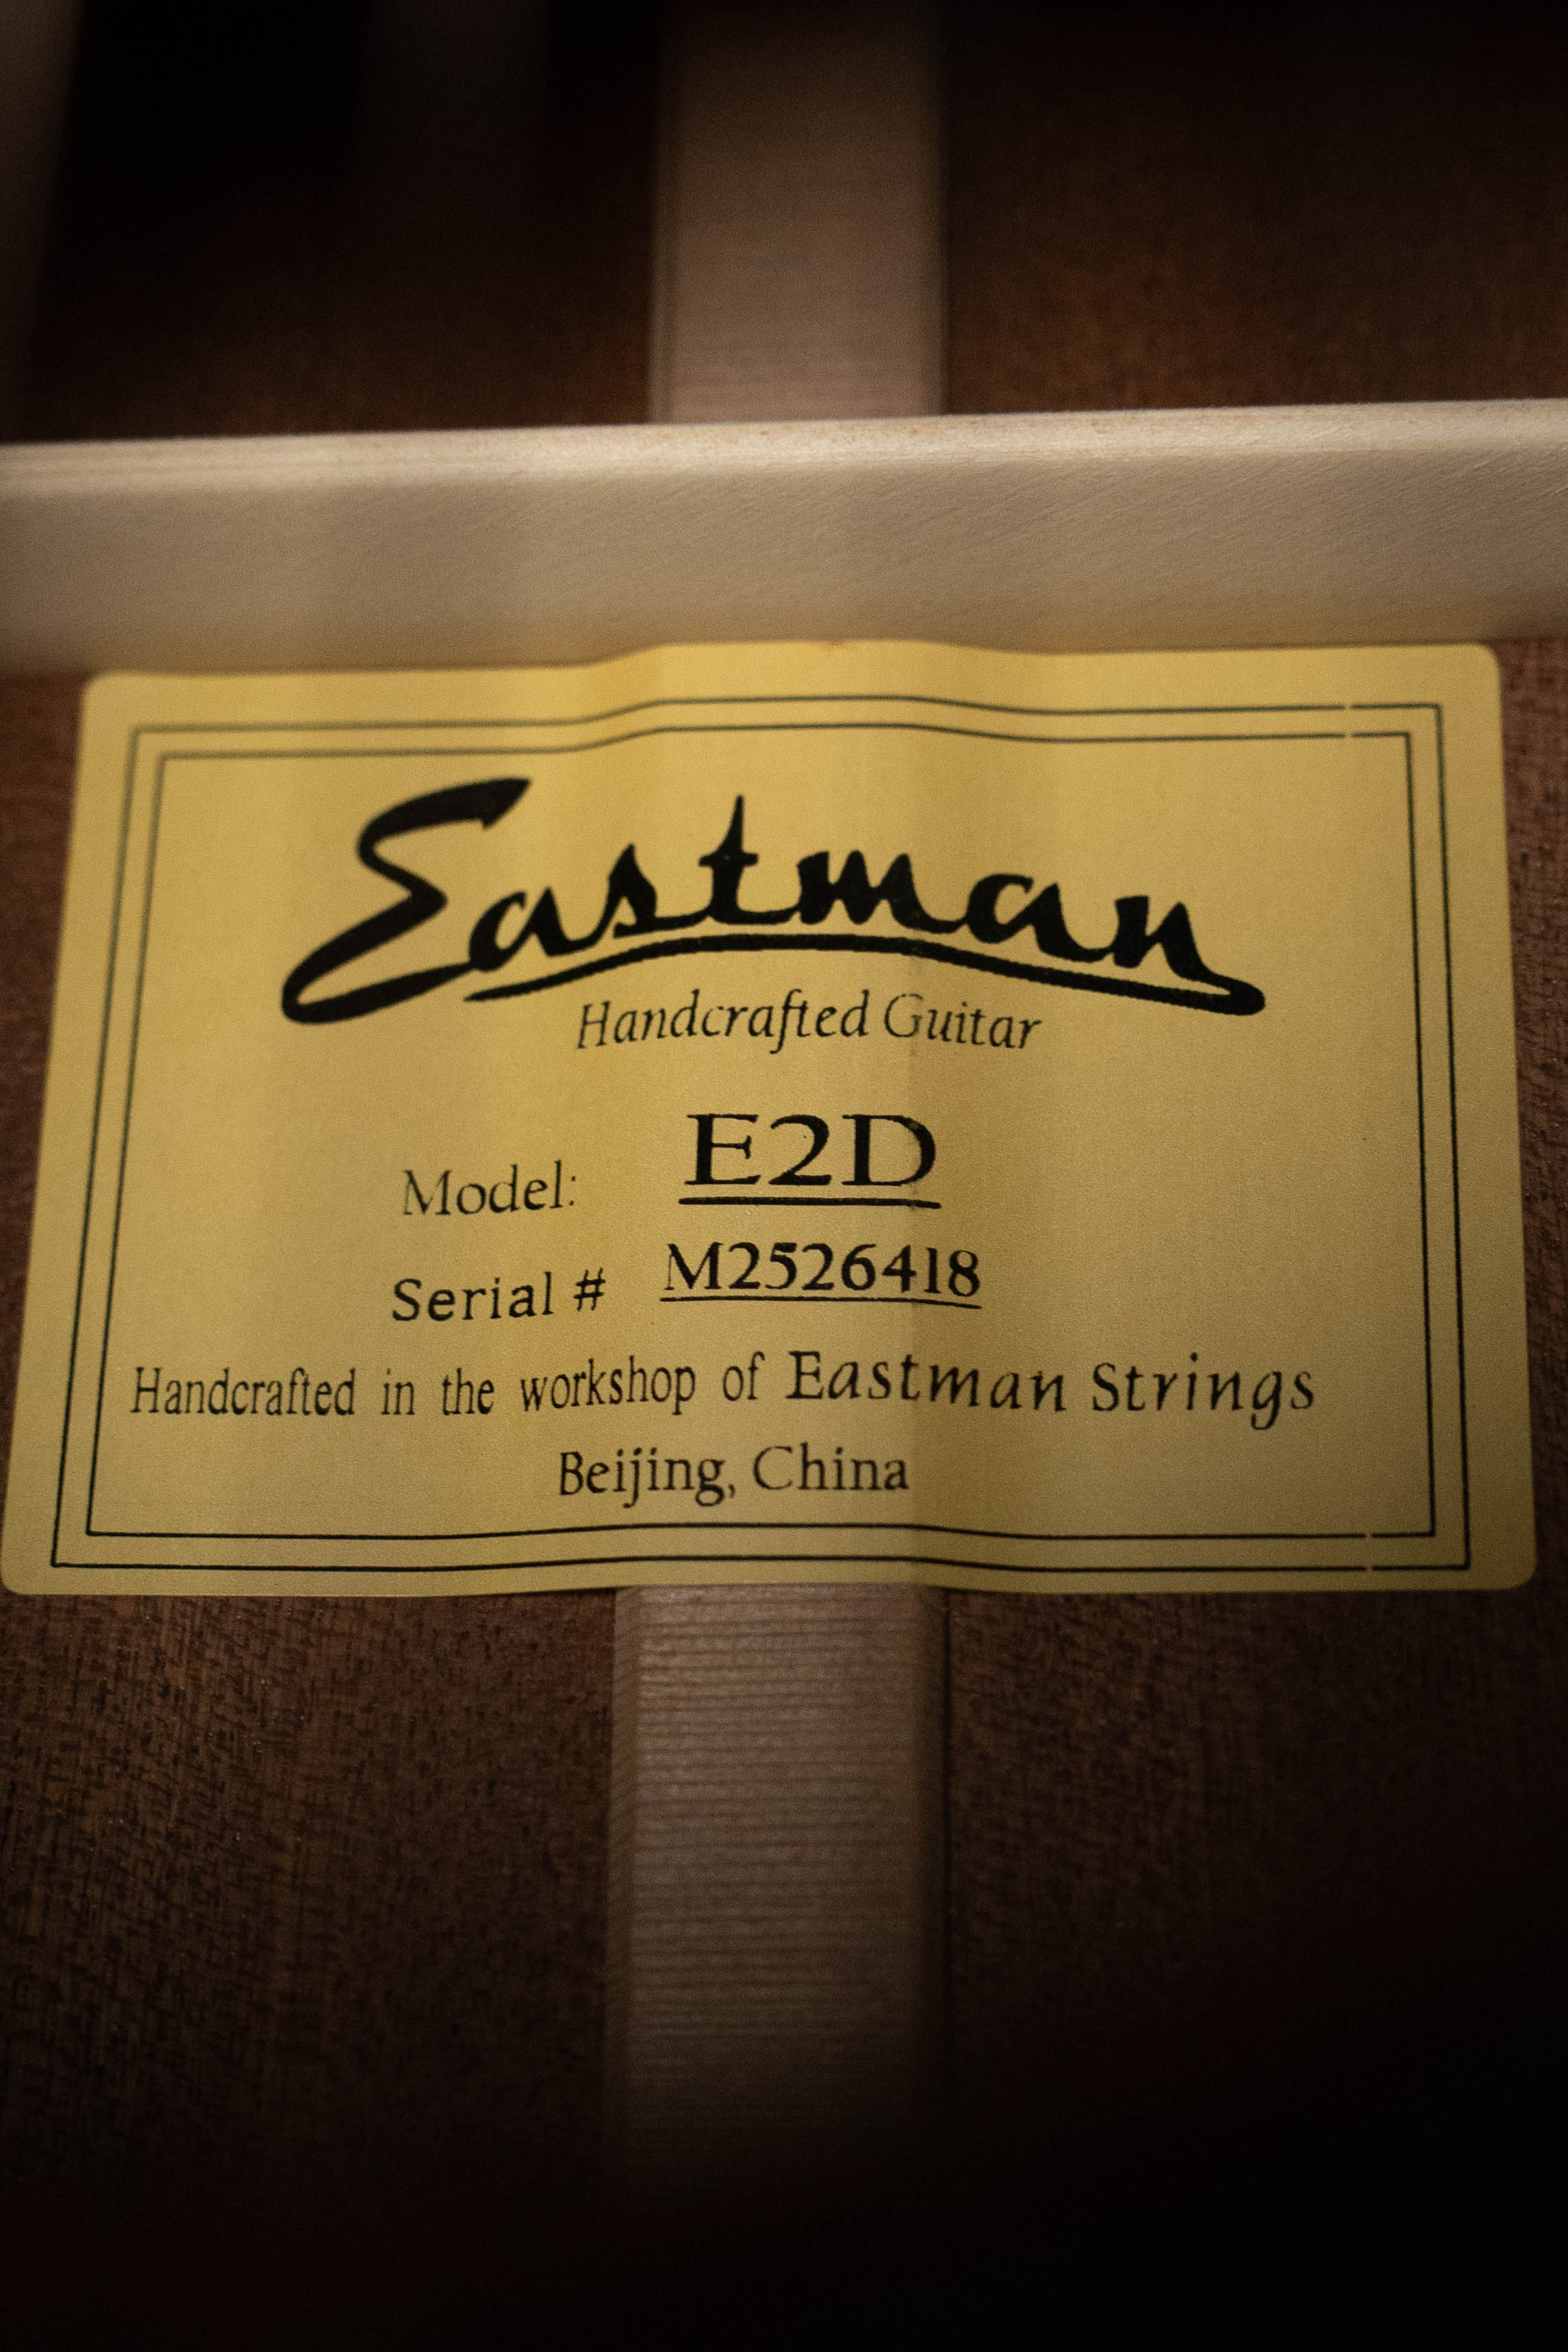 Eastman
Handcrafted Guitar
Model: E2D
Serial # M2526418
Handcrafted in the workshop of Eastman Strings
Beijing, China